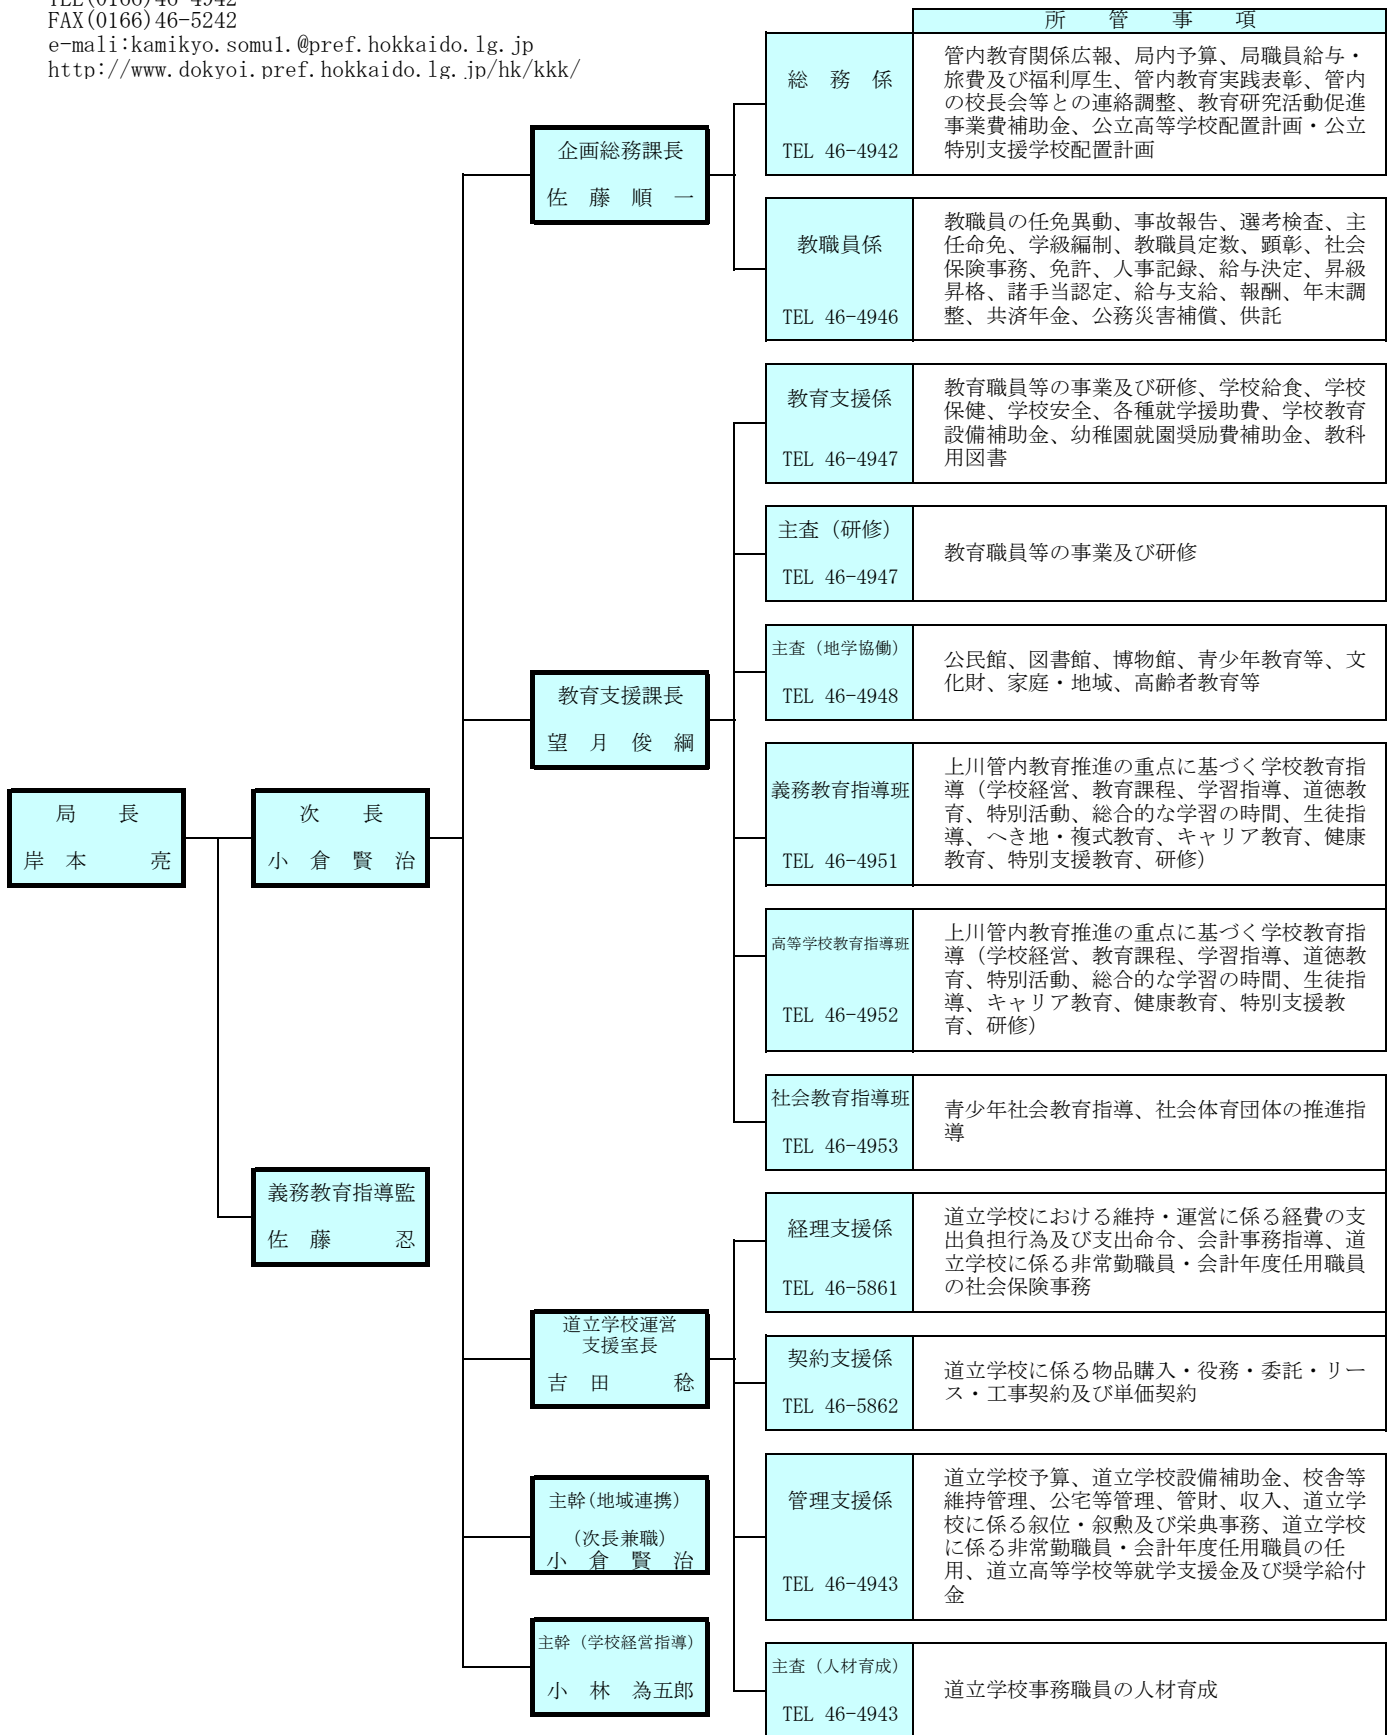 TEL(0166)46-4942
FAX(0166)46-5242
e-mali:kamikyo.somu1.@pref.hokkaido.lg.jp
http://www.dokyoi.pref.hokkaido.lg.jp/hk/kkk/
所　管　事　項
総　務　係
TEL 46-4942
管内教育関係広報、局内予算、局職員給与・
旅費及び福利厚生、管内教育実践表彰、管内
の校長会等との連絡調整、教育研究活動促進
事業費補助金、公立高等学校配置計画・公立
特別支援学校配置計画
企画総務課長
佐　藤　順　一
教職員係
TEL 46-4946
教職員の任免異動、事故報告、選考検査、主
任命免、学級編制、教職員定数、顕彰、社会
保険事務、免許、人事記録、給与決定、昇級
昇格、諸手当認定、給与支給、報酬、年末調
整、共済年金、公務災害補償、供託
教育支援係
TEL 46-4947
教育職員等の事業及び研修、学校給食、学校
保健、学校安全、各種就学援助費、学校教育
設備補助金、幼稚園就園奨励費補助金、教科
用図書
主査（研修）
TEL 46-4947
教育職員等の事業及び研修
主査（地学協働）
TEL 46-4948
公民館、図書館、博物館、青少年教育等、文
化財、家庭・地域、高齢者教育等
教育支援課長
望　月　俊　綱
義務教育指導班
TEL 46-4951
上川管内教育推進の重点に基づく学校教育指
導（学校経営、教育課程、学習指導、道徳教
育、特別活動、総合的な学習の時間、生徒指
導、へき地・複式教育、キャリア教育、健康
教育、特別支援教育、研修）
局　　長
岸　本　　　亮
次　　長
小　倉　賢　治
高等学校教育指導班
TEL 46-4952
上川管内教育推進の重点に基づく学校教育指
導（学校経営、教育課程、学習指導、道徳教
育、特別活動、総合的な学習の時間、生徒指
導、キャリア教育、健康教育、特別支援教
育、研修）
社会教育指導班
TEL 46-4953
青少年社会教育指導、社会体育団体の推進指
導
義務教育指導監
佐　藤　　　忍
経理支援係
TEL 46-5861
道立学校における維持・運営に係る経費の支
出負担行為及び支出命令、会計事務指導、道
立学校に係る非常勤職員・会計年度任用職員
の社会保険事務
道立学校運営
支援室長
吉　田　　　稔
契約支援係
TEL 46-5862
道立学校に係る物品購入・役務・委託・リー
ス・工事契約及び単価契約
主幹(地域連携）
（次長兼職）
小　倉　賢　治
管理支援係
TEL 46-4943
道立学校予算、道立学校設備補助金、校舎等
維持管理、公宅等管理、管財、収入、道立学
校に係る叙位・叙勲及び栄典事務、道立学校
に係る非常勤職員・会計年度任用職員の任
用、道立高等学校等就学支援金及び奨学給付
金
主幹（学校経営指導）
小　林　為五郎
主査（人材育成）
TEL 46-4943
道立学校事務職員の人材育成